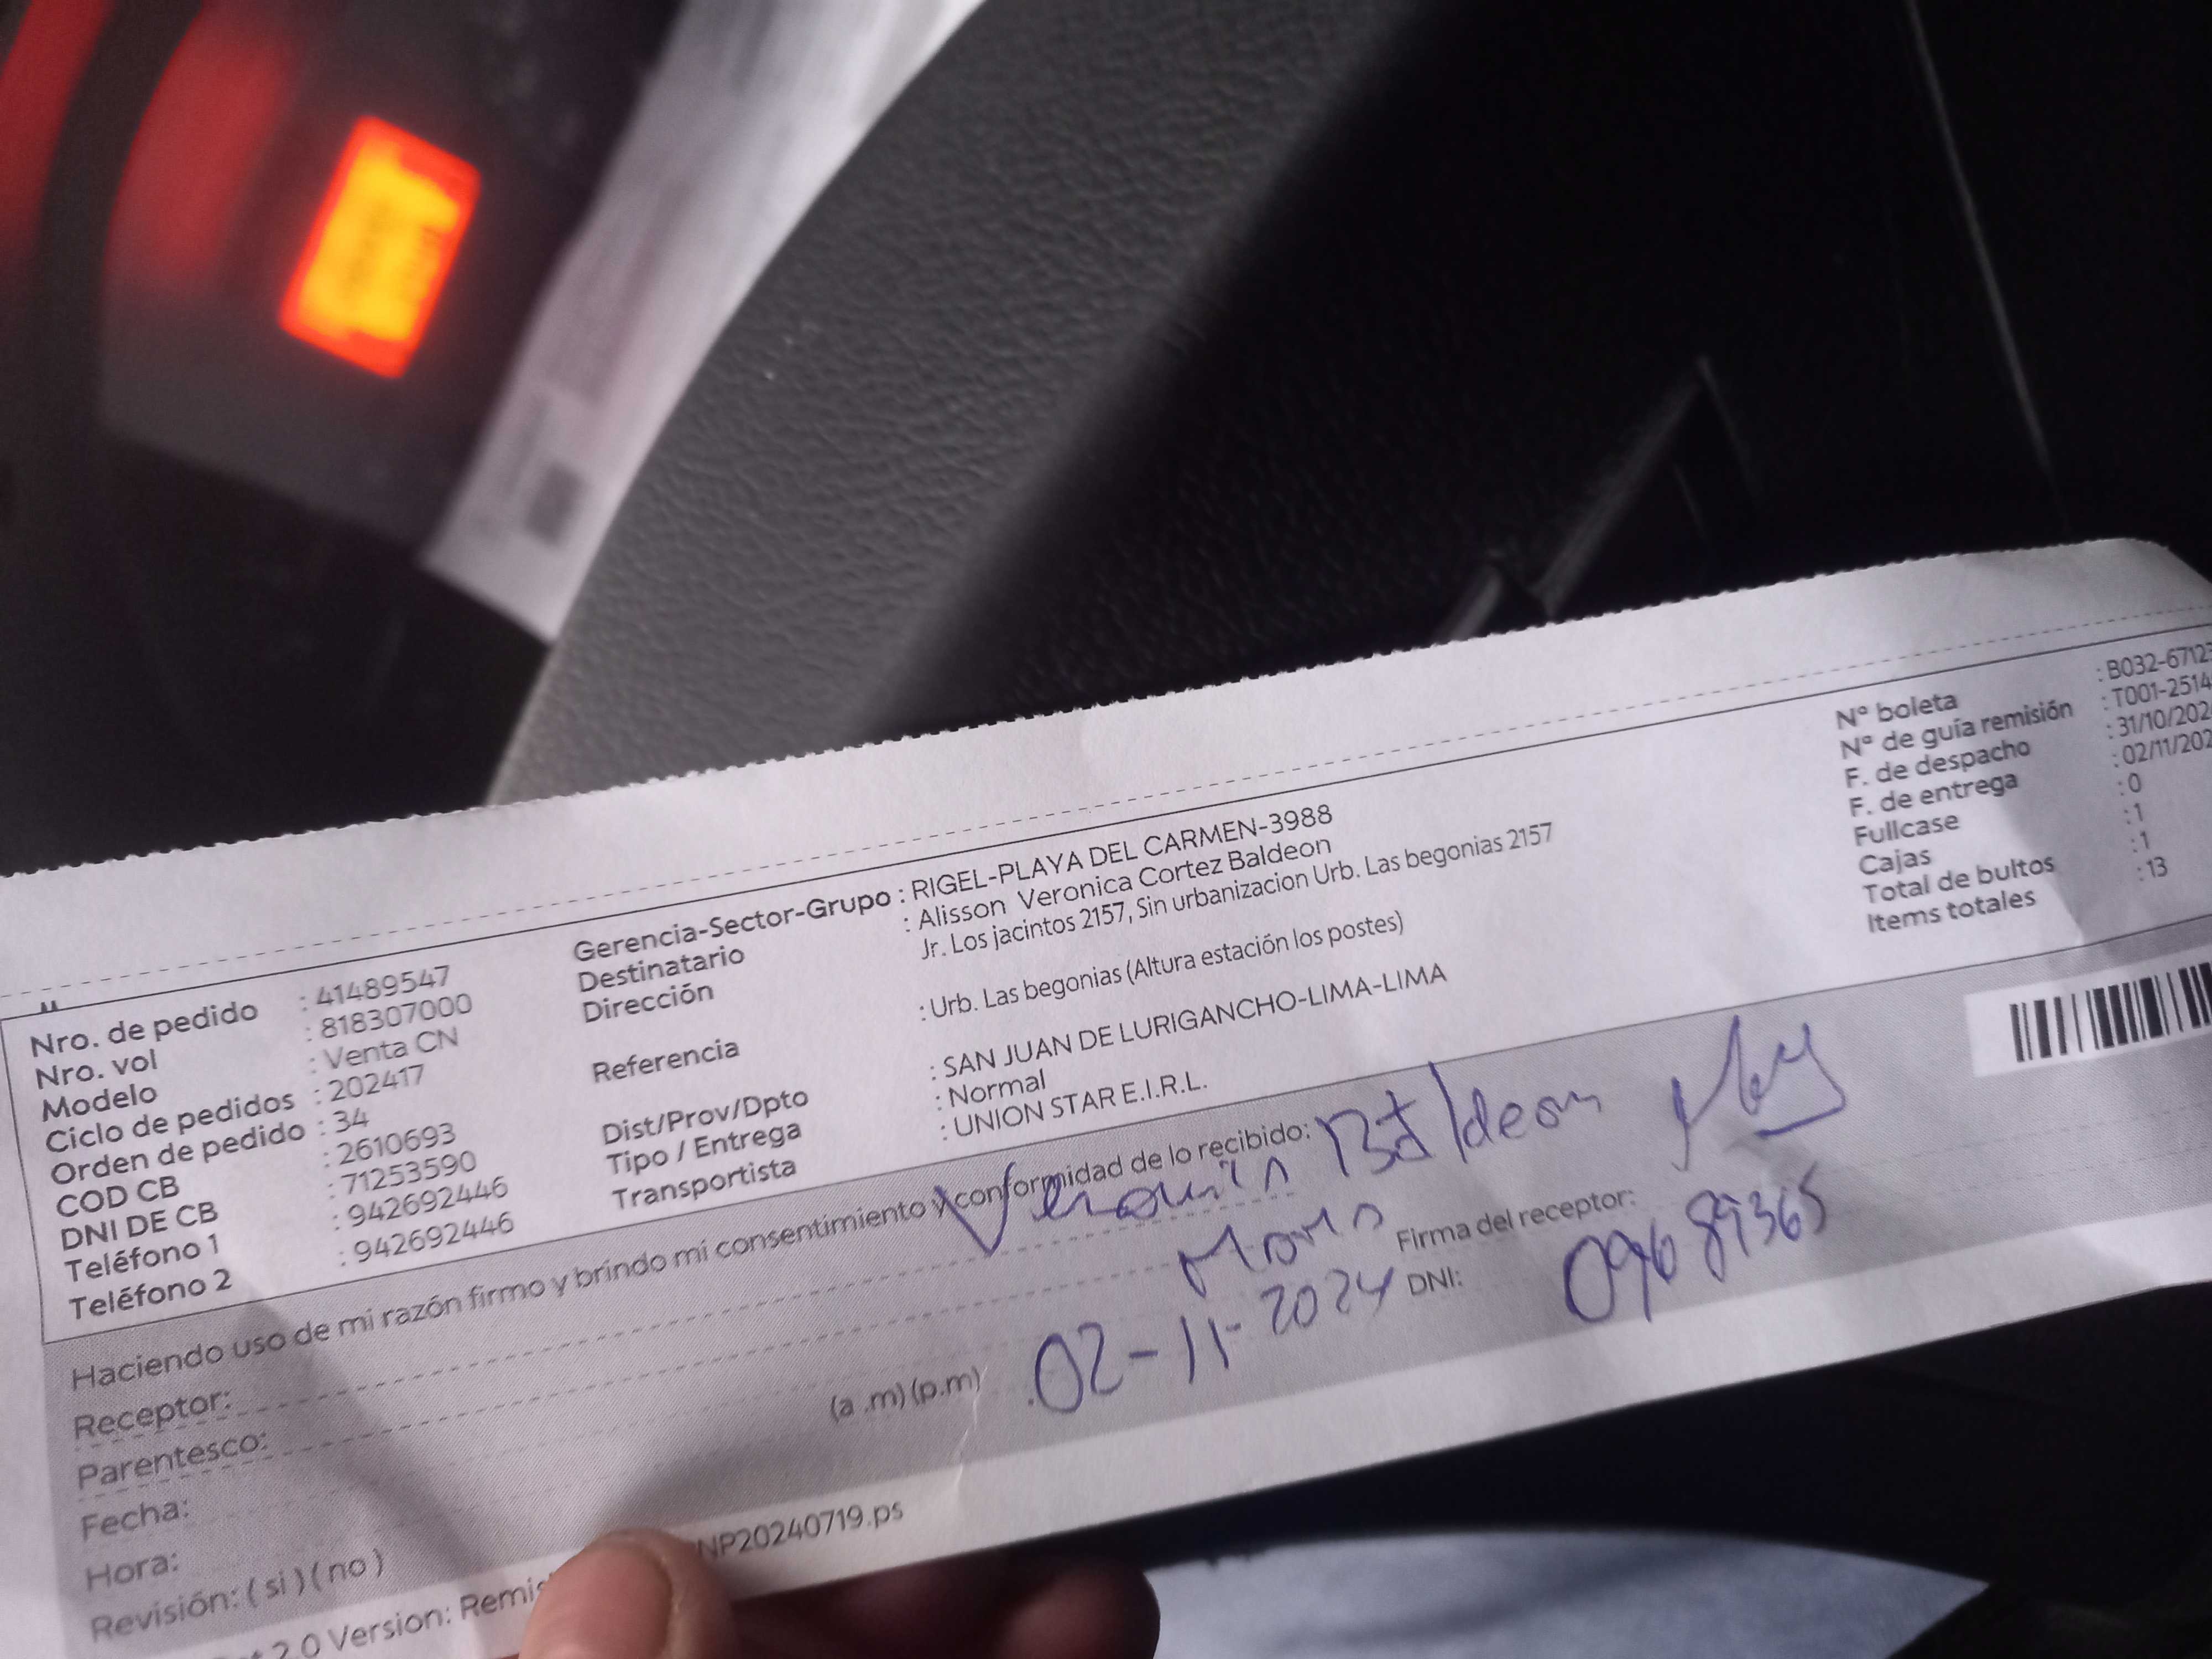 Nro. de pedido : 41489547
Nro. vol : 818307000
Modelo : Venta CN
Ciclo de pedidos : 202417
Orden de pedido : 34
COD CB : 2610693
DNI DE CB : 71253590
Teléfono 1 : 942692446
Teléfono 2 : 942692446
Gerencia-Sector-Grupo : RIGEL-PLAYA DEL CARMEN-3988
Destinatario : Alisson Veronica Cortez Baldeon
Dirección Jr. Los jacintos 2157, Sin urbanizacion Urb. Las begonias 2157
Referencia : Urb. Las begonias (Altura estación los postes)
Dist/Prov/Dpto : SAN JUAN DE LURIGANCHO-LIMA-LIMA
Tipo / Entrega : Normal
Transportista : UNION STAR E.I.R.L.
N° boleta : B032-6712
N° de guía remisión : T001-2514
F. de despacho : 31/10/202
F. de entrega : 02/11/202
Fullcase : 0
Cajas : 1
Total de bultos : 1
Items totales : 13
Haciendo uso de mi razón firmo y brindo mi consentimiento y conformidad de lo recibido:
Receptor: Baldeon
Parentesco: Firma del receptor:
Fecha: 02-11-2024 DNI: 09689365
Hora: (a .m) (p.m)
Revisión: ( si ) ( no )
2.0 Version: Remis NP20240719.ps